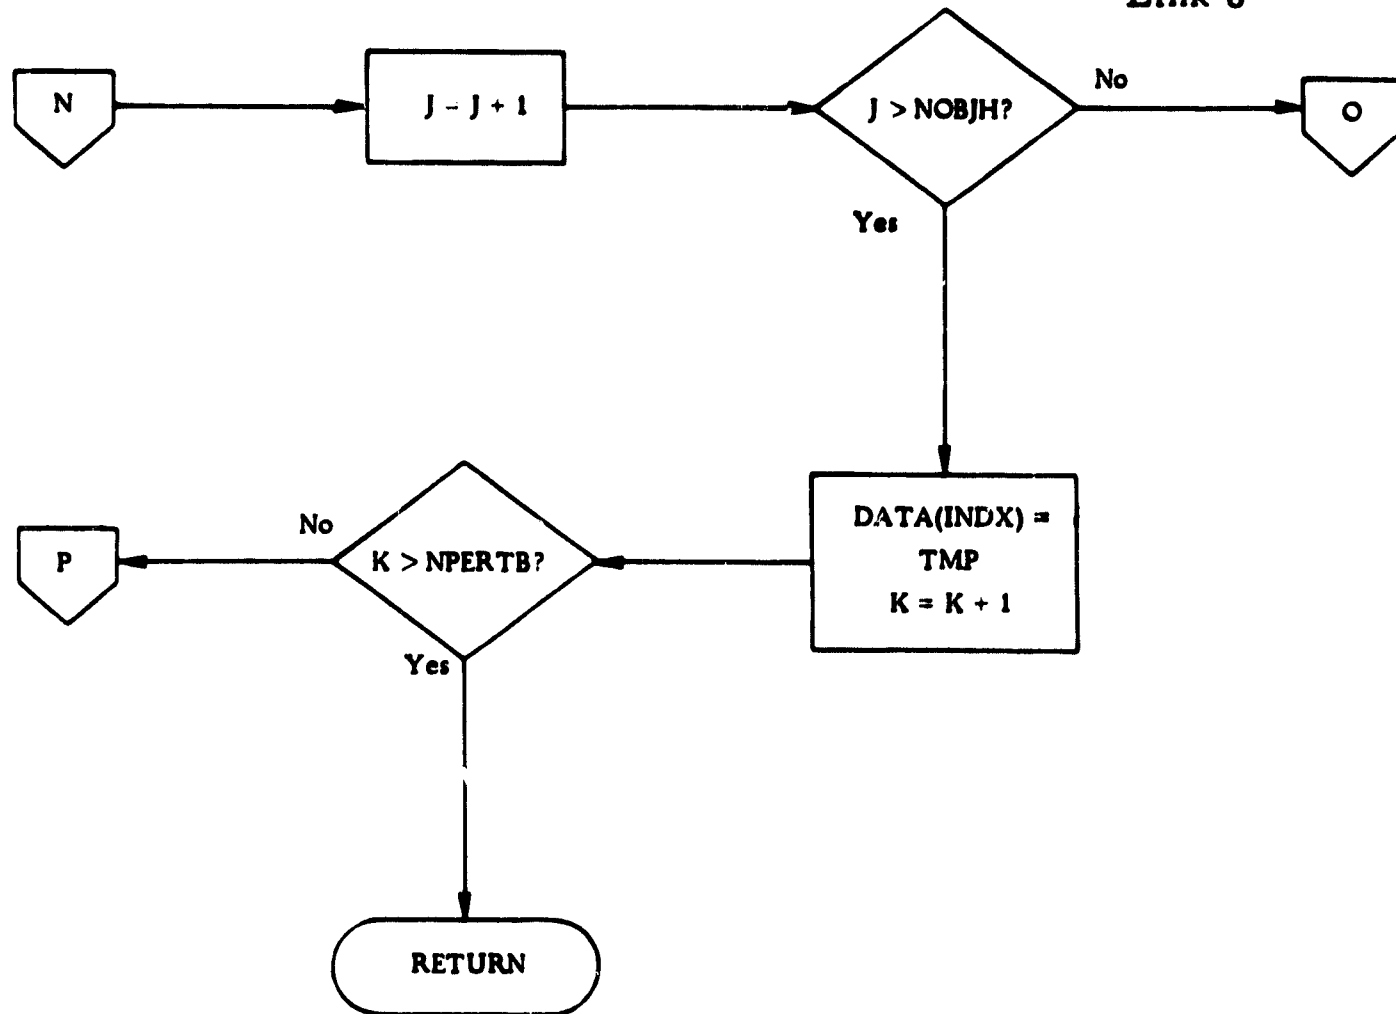 N
J = J + 1
J > NOBJH?
No
O
Yes
DATA(INDX) =
TMP
K = K + 1
K > NPERTB?
No
P
Yes
RETURN